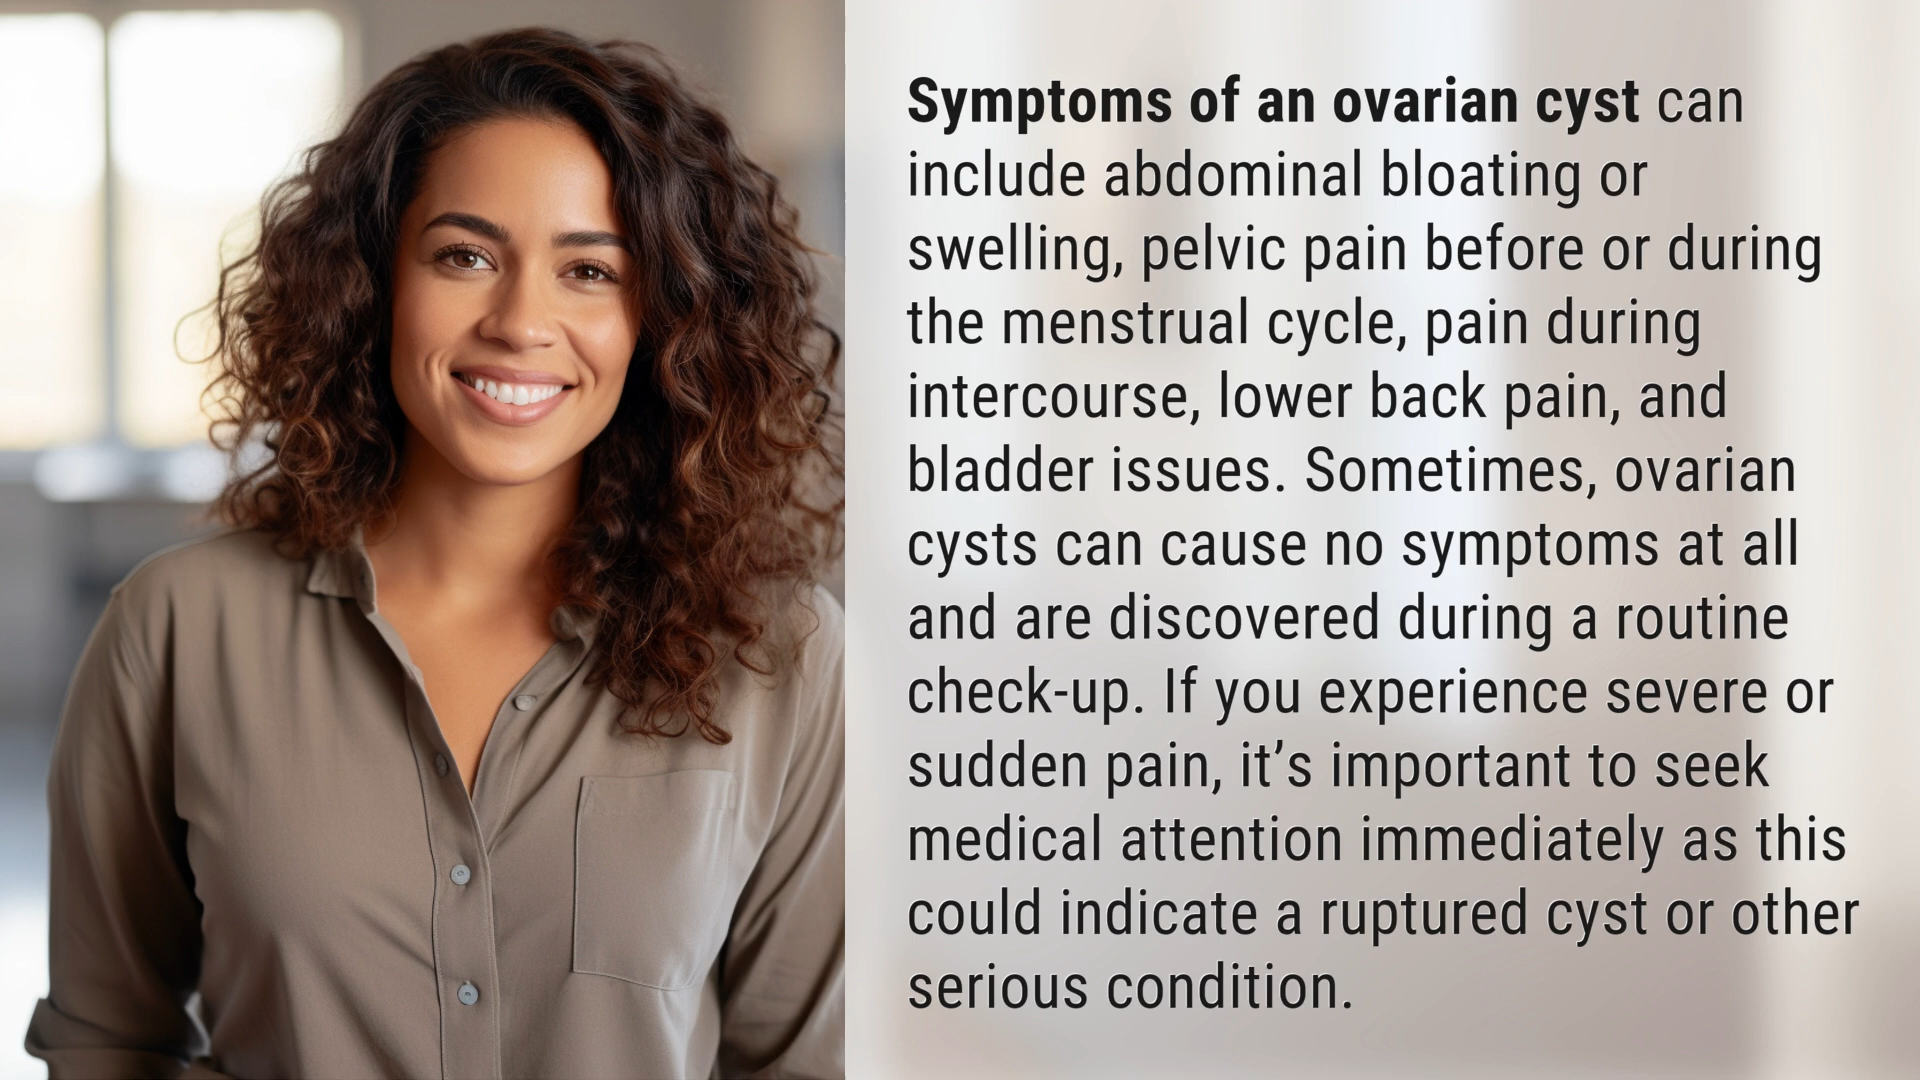 Symptoms of an ovarian cyst can
include abdominal bloating or
swelling, pelvic pain before or during
the menstrual cycle, pain during
intercourse, lower back pain, and
bladder issues. Sometimes, ovarian
cysts can cause no symptoms at all
and are discovered during a routine
check-up. If you experience severe or
sudden pain, it’s important to seek
medical attention immediately as this
could indicate a ruptured cyst or other
serious condition.